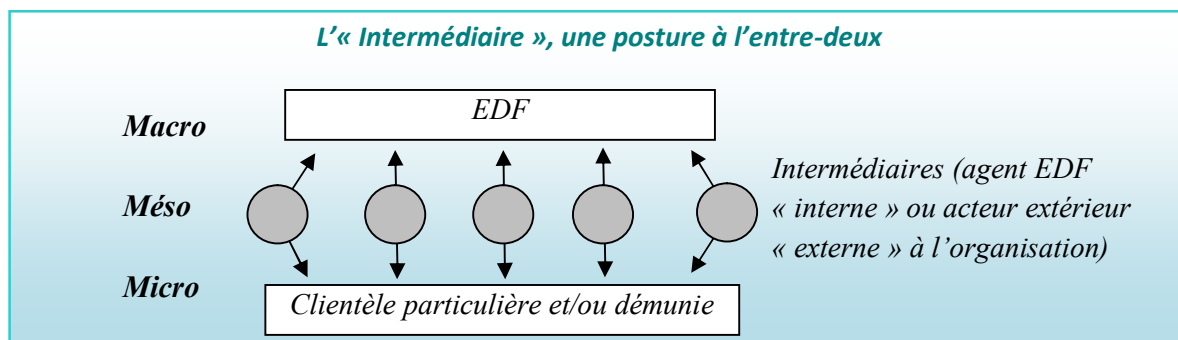 L'« Intermédiaire », une posture à l'entre-deux
EDF
Macro
Intermédiaires (agent EDF
Méso
« interne » ou acteur extérieur
« externe » à l'organisation)
Micro
Clientèle particulière et/ou démunie